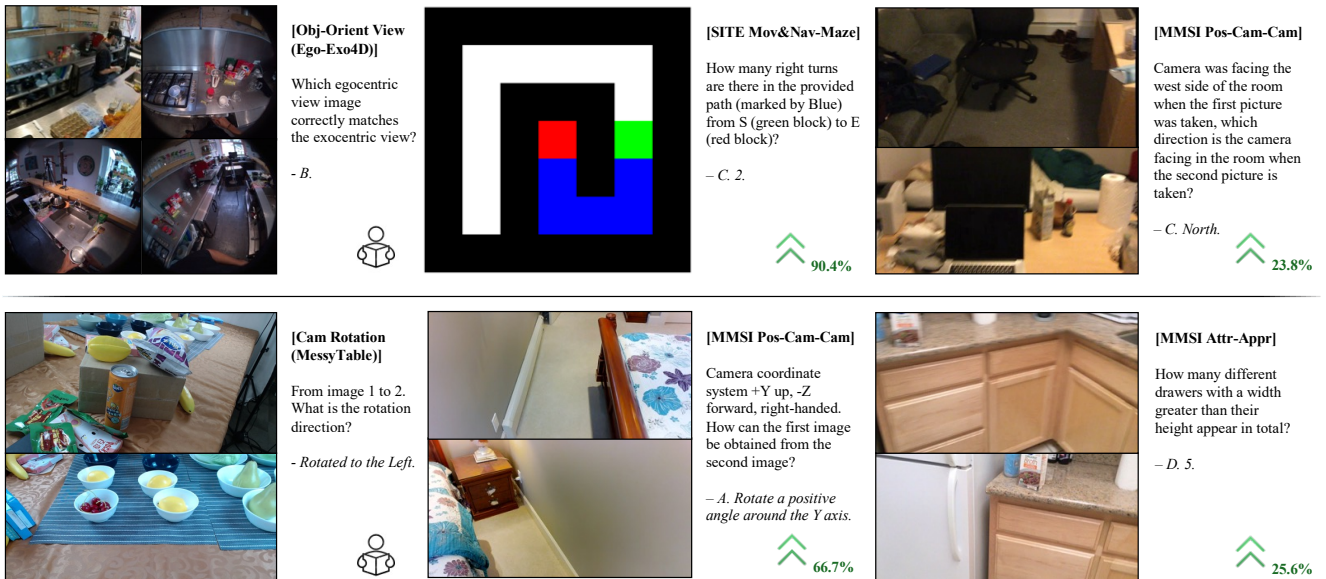 [Obj-Orient View
(Ego-Exo4D)]
Which egocentric
view image
correctly matches
the exocentric view?
- B.
[SITE Mov&Nav-Maze]
How many right turns
are there in the provided
path (marked by Blue)
from S (green block) to E
(red block)?
– C. 2.
90.4%
[MMSI Pos-Cam-Cam]
Camera was facing the
west side of the room
when the first picture
was taken, which
direction is the camera
facing in the room when
the second picture is
taken?
– C. North.
23.8%
[Cam Rotation
(MessyTable)]
From image 1 to 2.
What is the rotation
direction?
- Rotated to the Left.
[MMSI Pos-Cam-Cam]
Camera coordinate
system +Y up, -Z
forward, right-handed.
How can the first image
be obtained from the
second image?
– A. Rotate a positive
angle around the Y axis.
66.7%
[MMSI Attr-Appr]
How many different
drawers with a width
greater than their
height appear in total?
– D. 5.
25.6%